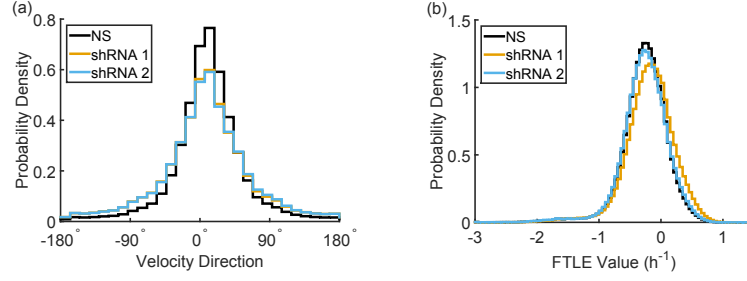 (a)
0.8
0.6
0.4
0.2
0
Probability Density
NS
shRNA 1
shRNA 2
-180° -90° 0° 90° 180°
Velocity Direction
(b)
1.5
1
0.5
0
Probability Density
NS
shRNA 1
shRNA 2
-3 -2 -1 0 1
FTLE Value (h⁻¹)